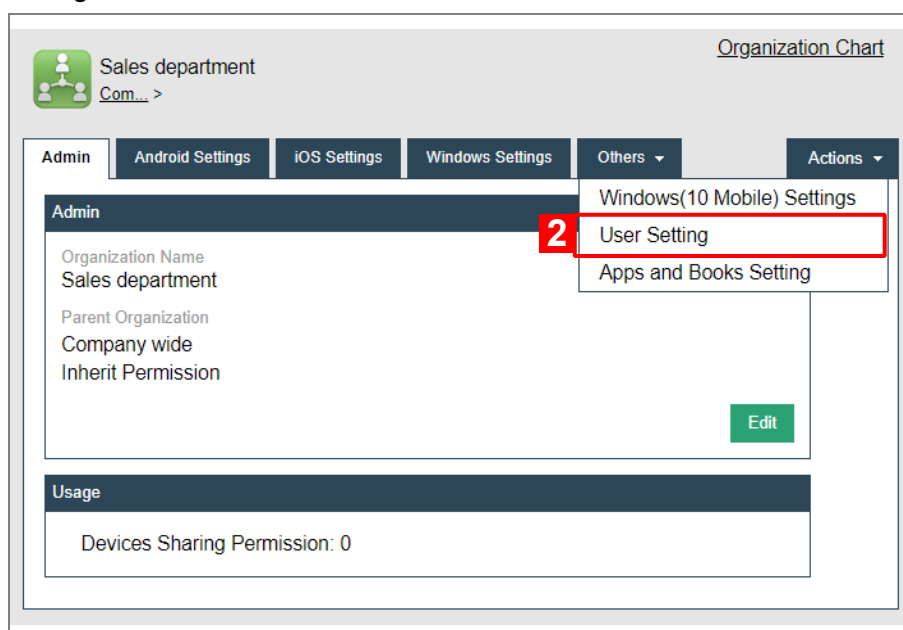 Organization Chart
Sales department
Com... >
Admin
Android Settings
iOS Settings
Windows Settings
Others
Actions
Windows(10 Mobile) Settings
2
User Setting
Apps and Books Setting
Admin
Organization Name
Sales department
Parent Organization
Company wide
Inherit Permission
Edit
Usage
Devices Sharing Permission: 0